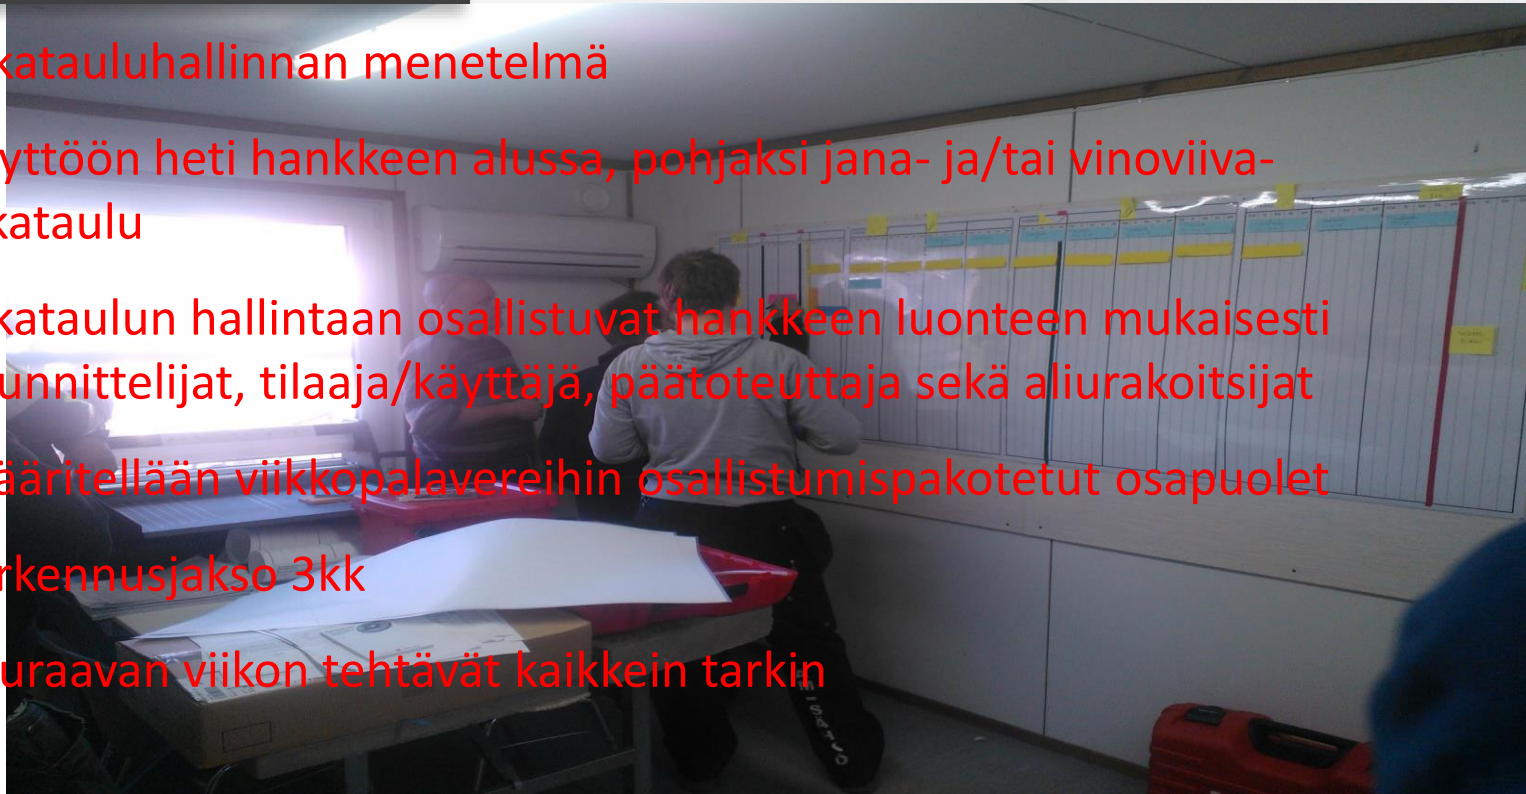 katauluhallinnan menetelmä
yttöön heti hankkeen alussa, pohjaksi jana- ja/tai vinoviiva-
kataulu
kataulun hallintaan osallistuvat hankkeen luonteen mukaisesti
unnittelijat, tilaaja/käyttäjä, päätoteuttaja sekä aliurakoitsijat
ääritellään viikkopalavereihin osallistumispakotetut osapuolet
rkennusjakso 3kk
uraavan viikon tehtävät kaikkein tarkin